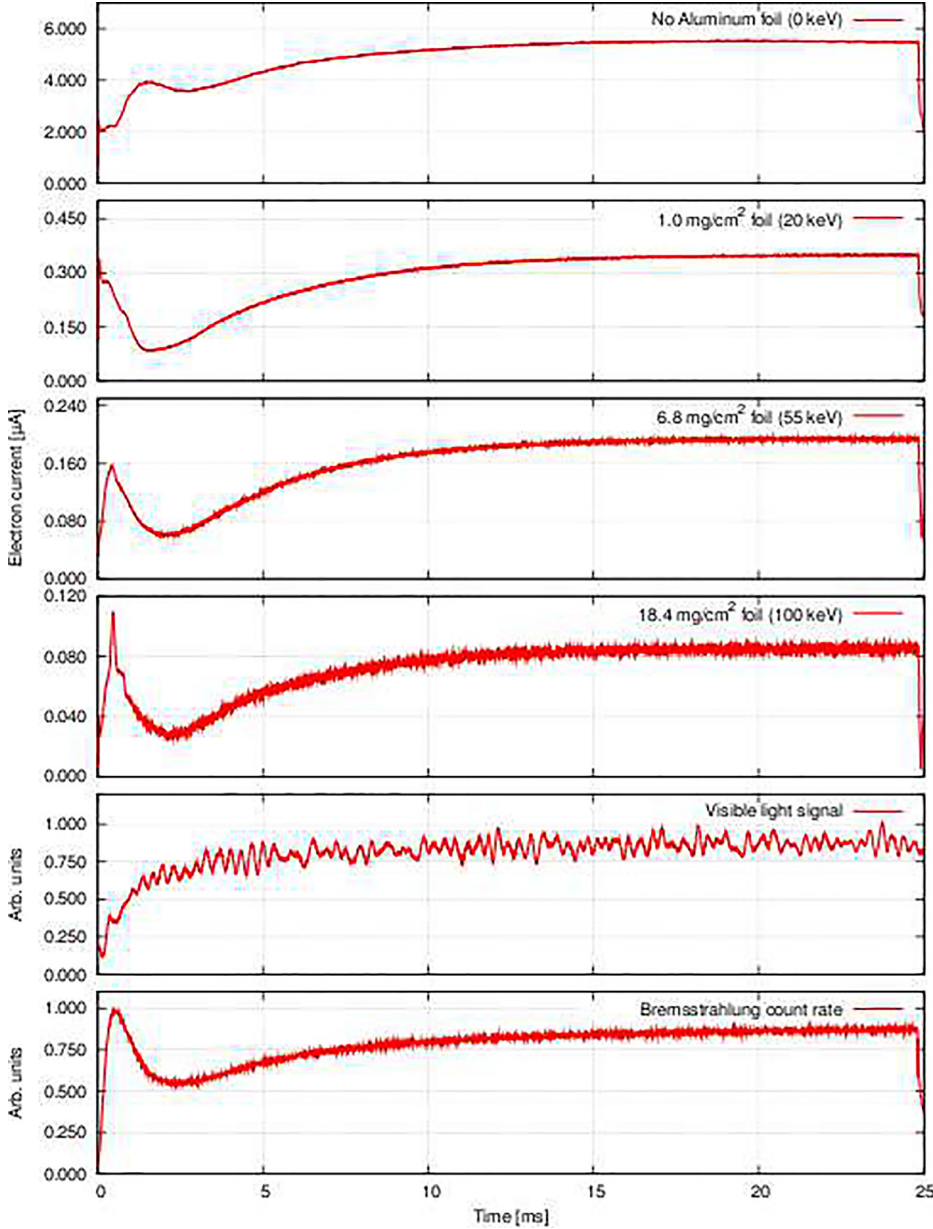 No Aluminum foil (0 keV)
6.000
4.000
2.000
0.000
1.0 mg/cm² foil (20 keV)
0.450
0.300
0.150
0.000
6.8 mg/cm² foil (55 keV)
0.240
0.160
0.080
0.000
Electron current [µA]
18.4 mg/cm² foil (100 keV)
0.120
0.080
0.040
0.000
Visible light signal
1.000
0.750
0.500
0.250
0.000
Arb. units
Bremsstrahlung count rate
1.000
0.750
0.500
0.250
0.000
Arb. units
0 5 10 15 20 25
Time [ms]